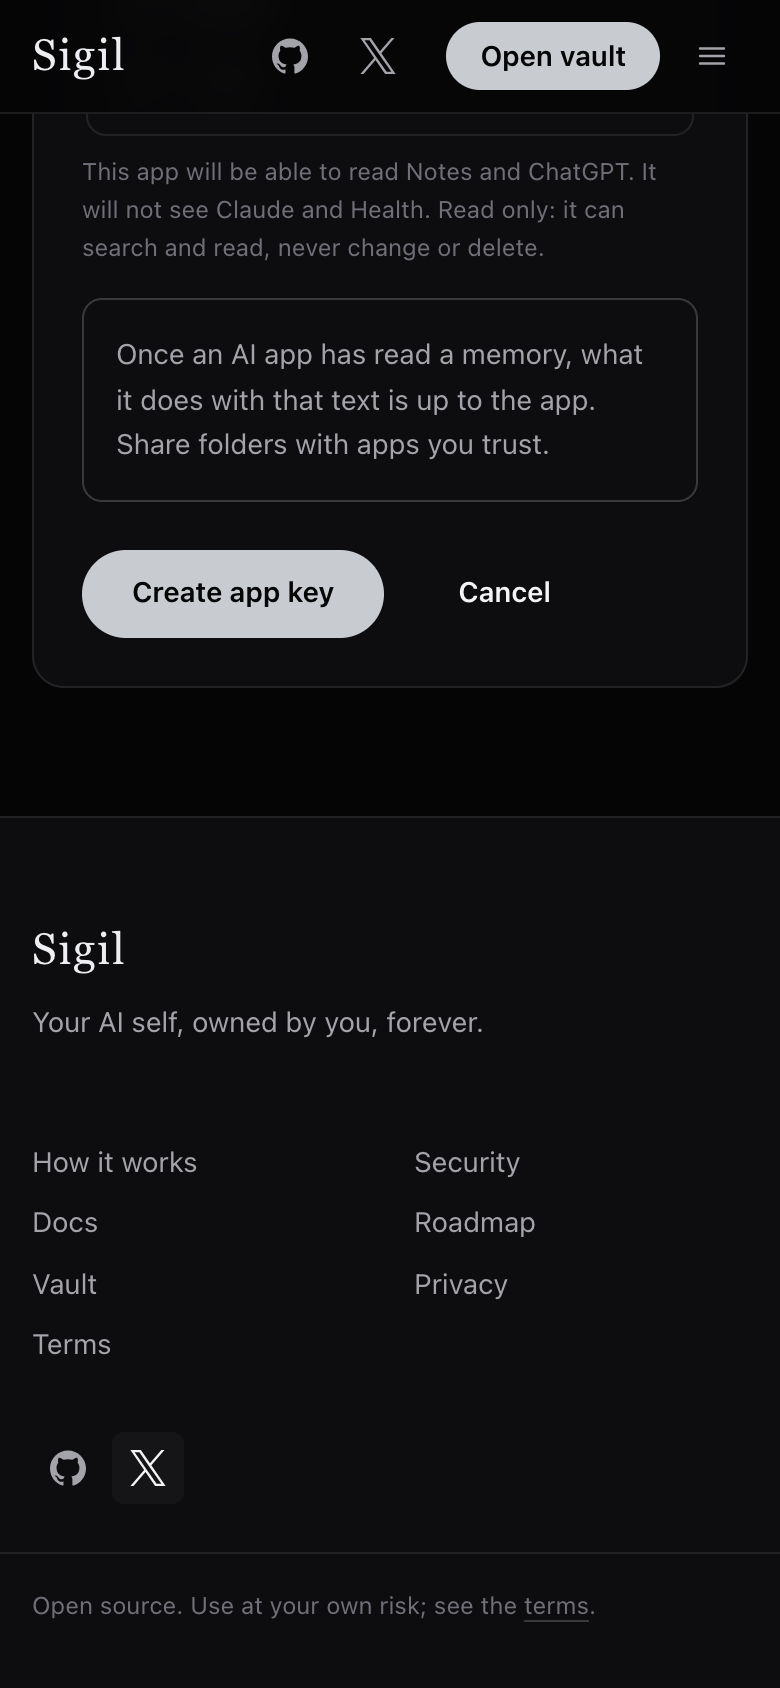 Sigil
Open vault
This app will be able to read Notes and ChatGPT. It
will not see Claude and Health. Read only: it can
search and read, never change or delete.
Once an AI app has read a memory, what
it does with that text is up to the app.
Share folders with apps you trust.
Create app key
Cancel
Sigil
Your AI self, owned by you, forever.
How it works
Security
Docs
Roadmap
Vault
Privacy
Terms
Open source. Use at your own risk; see the terms.